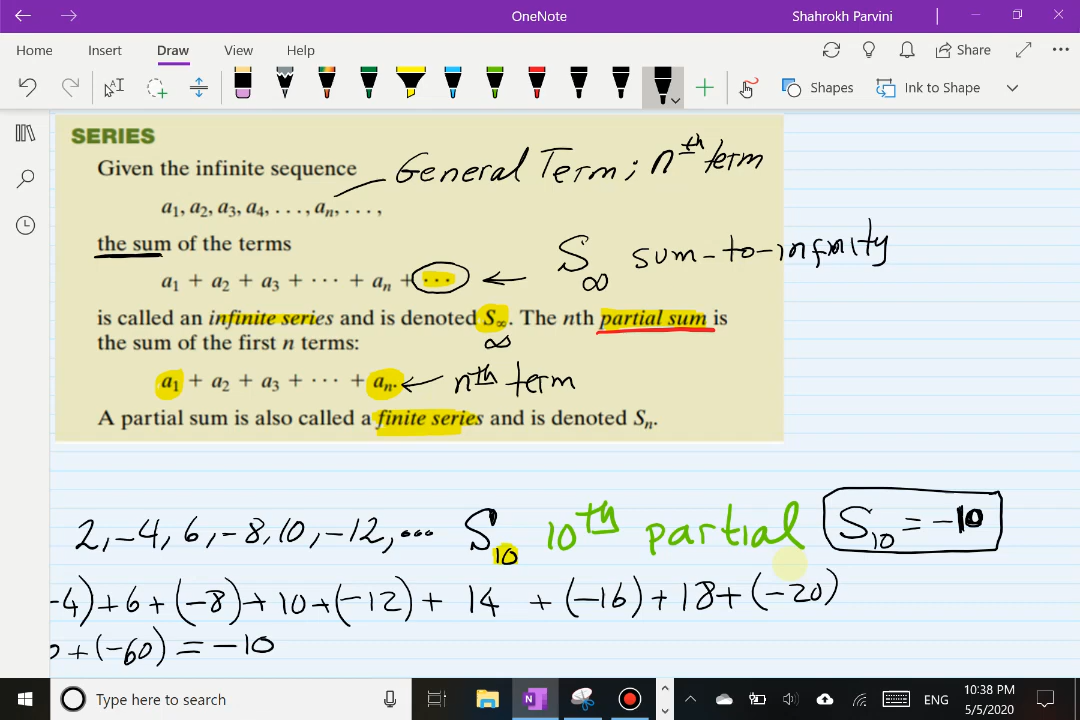 OneNote
Shahrokh Parvini
Home Insert Draw View Help Share
Shapes Ink to Shape
SERIES
Given the infinite sequence
General Term ; nth term
a1, a2, a3, a4, . . . , an, . . . ,
the sum of the terms
S∞ sum-to-infinity
a1 + a2 + a3 + · · · + an + · · · ←
is called an infinite series and is denoted S∞. The nth partial sum is
∞
the sum of the first n terms:
a1 + a2 + a3 + · · · + an. ← nth term
A partial sum is also called a finite series and is denoted Sn.
2, -4, 6, -8, 10, -12, ... S10 10th partial S10 = -10
-4) + 6 + (-8) + 10 + (-12) + 14 + (-16) + 18 + (-20)
+ (-60) = -10
Type here to search
ENG
10:38 PM
5/5/2020